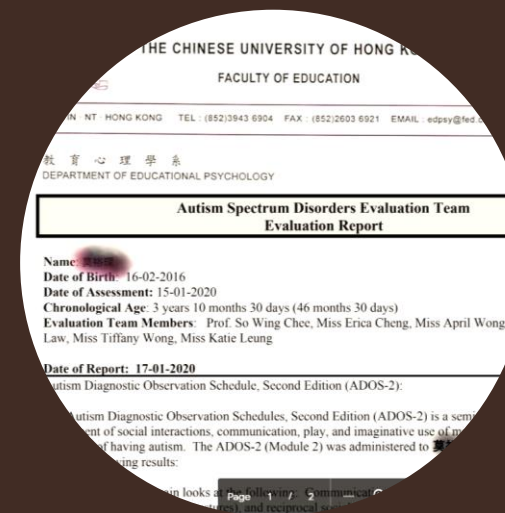 THE CHINESE UNIVERSITY OF HONG
FACULTY OF EDUCATION
NT · HONG KONG TEL : (852)3943 6904 FAX : (852)2603 6921 EMAIL : edpsy@fed.
教育心理學系
DEPARTMENT OF EDUCATIONAL PSYCHOLOGY
Autism Spectrum Disorders Evaluation Team
Evaluation Report
Name:
Date of Birth: 16-02-2016
Date of Assessment: 15-01-2020
Chronological Age: 3 years 10 months 30 days (46 months 30 days)
Evaluation Team Members: Prof. So Wing Chee, Miss Erica Cheng, Miss April Wong
Law, Miss Tiffany Wong, Miss Katie Leung
Date of Report: 17-01-2020
utism Diagnostic Observation Schedule, Second Edition (ADOS-2):
utism Diagnostic Observation Schedules, Second Edition (ADOS-2) is a semi
of social interactions, communication, play, and imaginative use of
of having autism. The ADOS-2 (Module 2) was administered to
results:
looks at the following: Communicat
and reciprocal
Page 1 / 2